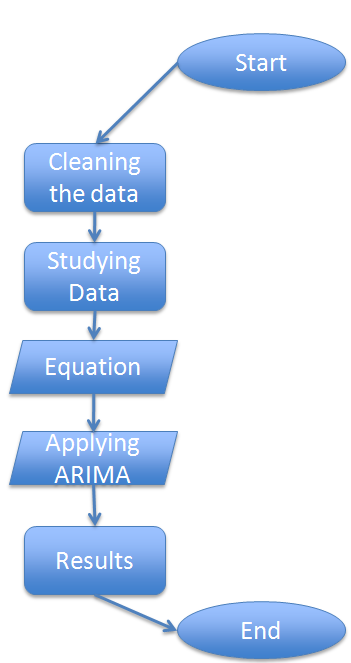 Start
Cleaning
the data
Studying
Data
Equation
Applying
ARIMA
Results
End